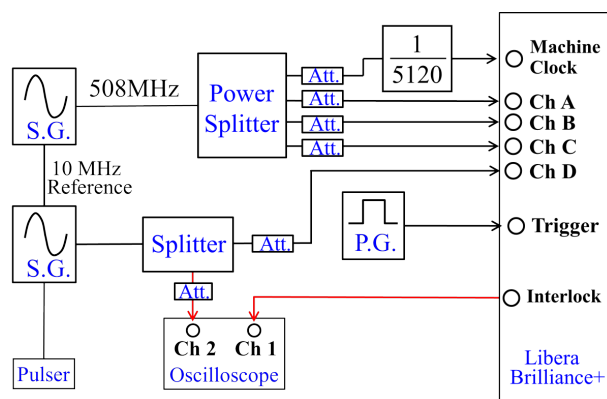 S.G.
508MHz
Power
Splitter
Att.
Att.
Att.
Att.
1
5120
Machine
Clock
Ch A
Ch B
Ch C
Ch D
10 MHz
Reference
S.G.
Splitter
Att.
P.G.
Trigger
Att.
Interlock
Ch 2
Ch 1
Oscilloscope
Pulser
Libera
Brilliance+